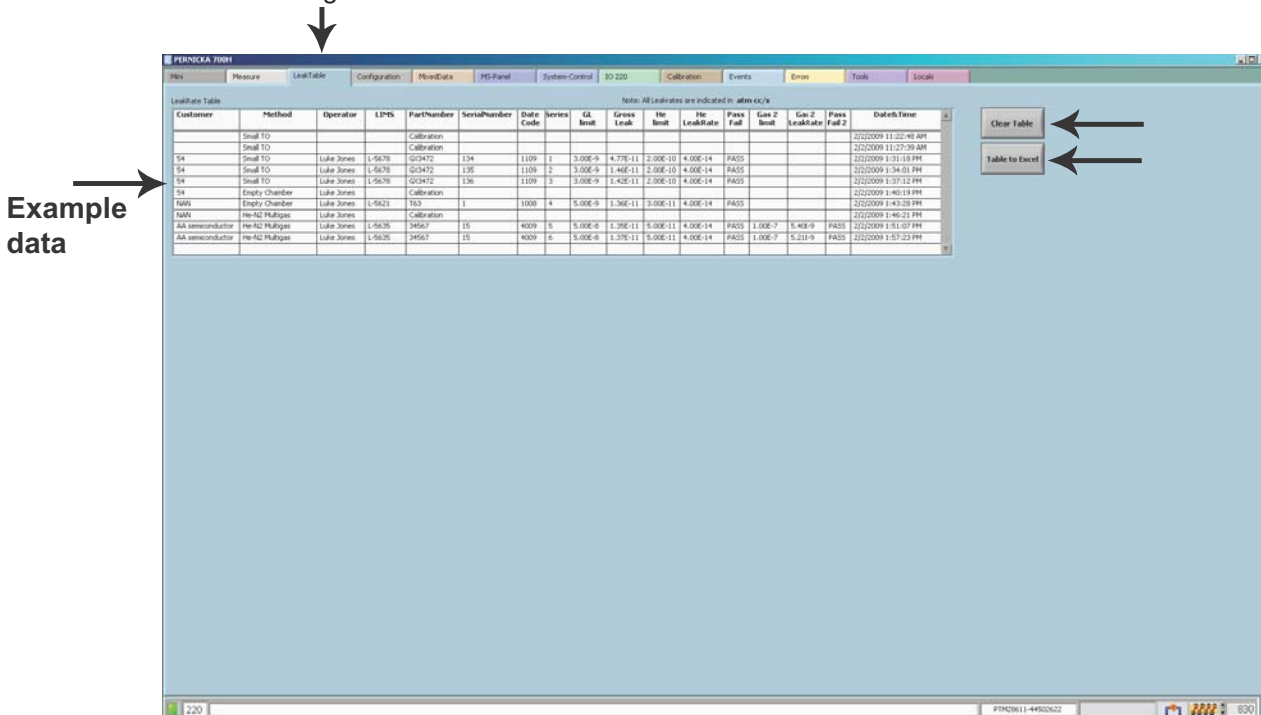 PERNICKA 700H
Measure LeakTable Configuration MixedData MS-Panel System-Control IO 220 Calibration Events Errors Tools Locals
LeakRate Table Note: All Leakrates are indicated in atm cc/s
Customer Method Operator LIMS PartNumber SerialNumber Date Code Series GL limit Gross Leak He limit He LeakRate Pass Fail Gas 2 limit Gas 2 LeakRate Pass Fail 2 Date&Time
Small TO Calibration 2/2/2009 11:22:48 AM
Small TO Calibration 2/2/2009 11:27:39 AM
54 Small TO Luke Jones L-5678 GX3472 134 1109 1 3.00E-9 4.77E-11 2.00E-10 4.00E-14 PASS 2/2/2009 1:31:18 PM
54 Small TO Luke Jones L-5678 GX3472 135 1109 2 3.00E-9 1.46E-11 2.00E-10 4.00E-14 PASS 2/2/2009 1:34:01 PM
54 Small TO Luke Jones L-5678 GX3472 136 1109 3 3.00E-9 1.42E-11 2.00E-10 4.00E-14 PASS 2/2/2009 1:37:12 PM
54 Empty Chamber Luke Jones Calibration 2/2/2009 1:40:19 PM
NAN Empty Chamber Luke Jones L-5621 T63 1 1008 4 5.00E-9 1.36E-11 3.00E-11 4.00E-14 PASS 2/2/2009 1:43:28 PM
NAN He-N2 Multigas Luke Jones Calibration 2/2/2009 1:46:21 PM
AA semiconductor He-N2 Multigas Luke Jones L-5635 34567 15 4009 5 5.00E-8 1.35E-11 5.00E-11 4.00E-14 PASS 1.00E-7 PASS 2/2/2009 1:51:07 PM
AA semiconductor He-N2 Multigas Luke Jones L-5635 34567 15 4009 6 5.00E-8 1.37E-11 5.00E-11 4.00E-14 PASS 1.00E-7 PASS 2/2/2009 1:57:23 PM
Clear Table
Table to Excel
Example
data
220 PTM28611-44502622 830